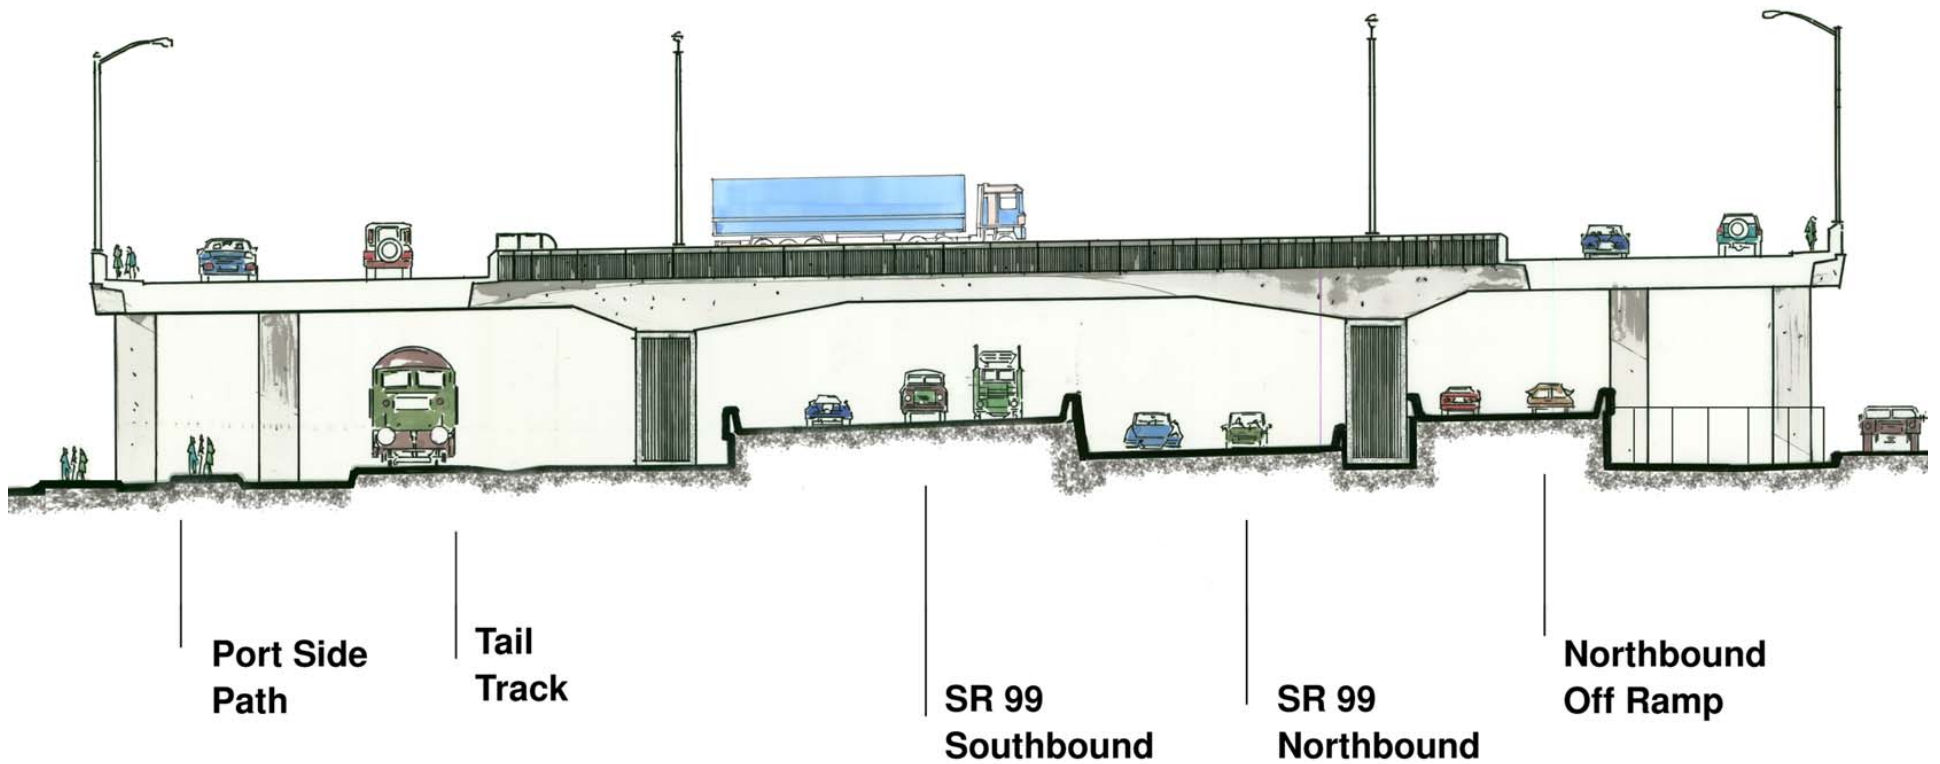 Port Side
Path
Tail
Track
SR 99
Southbound
SR 99
Northbound
Northbound
Off Ramp